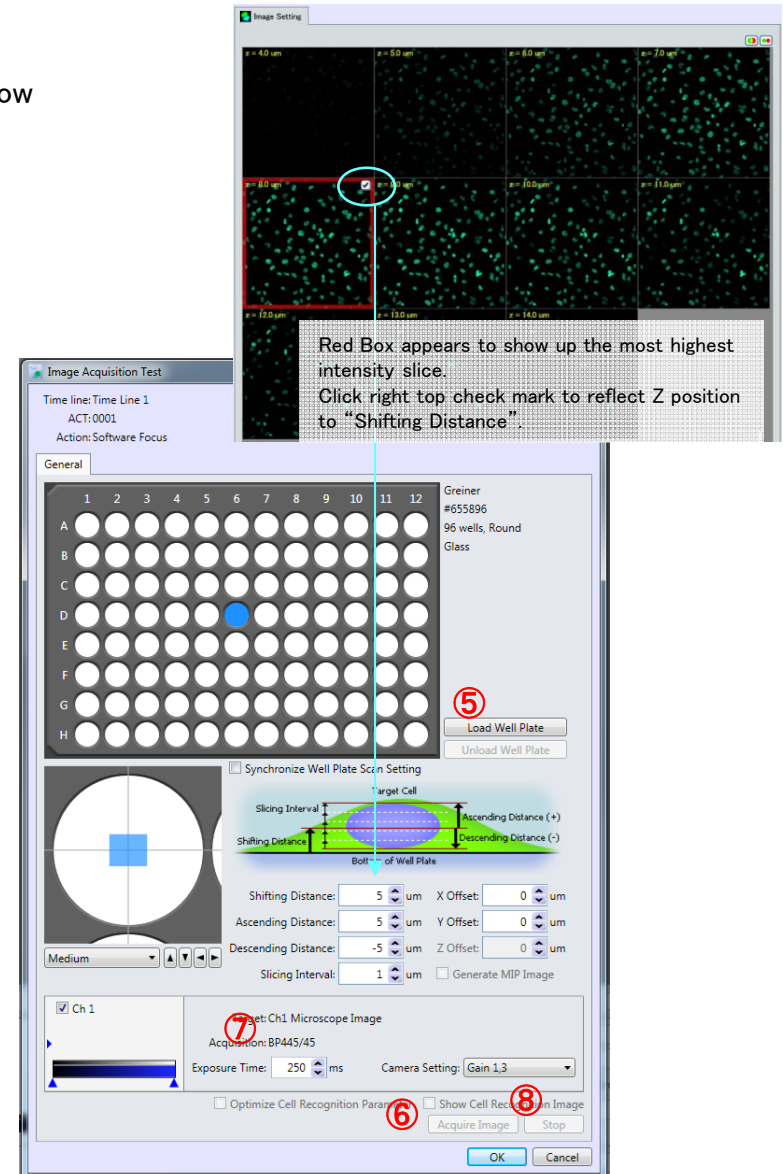 ow
Image Setting
z = 4.0 um
z = 5.0 um
z = 6.0 um
z = 7.0 um
z = 8.0 um
z = 9.0 um
z = 10.0 um
z = 11.0 um
z = 12.0 um
z = 13.0 um
z = 14.0 um
Red Box appears to show up the most highest
intensity slice.
Click right top check mark to reflect Z position
to “Shifting Distance”.
Image Acquisition Test
Time line: Time Line 1
ACT: 0001
Action: Software Focus
General
1 2 3 4 5 6 7 8 9 10 11 12
A
B
C
D
E
F
G
H
Greiner
#655896
96 wells, Round
Glass
⑤
Load Well Plate
Unload Well Plate
Synchronize Well Plate Scan Setting
Target Cell
Slicing Interval
Ascending Distance (+)
Shifting Distance
Descending Distance (-)
Bottom of Well Plate
Shifting Distance: 5 um X Offset: 0 um
Ascending Distance: 5 um Y Offset: 0 um
Descending Distance: -5 um Z Offset: 0 um
Slicing Interval: 1 um Generate MIP Image
Medium
Ch 1
Target: Ch1 Microscope Image
⑦
Acquisition: BP445/45
Exposure Time: 250 ms Camera Setting: Gain 1,3
Optimize Cell Recognition Parameter Show Cell Recognition Image
⑥ ⑧
Acquire Image Stop
OK Cancel